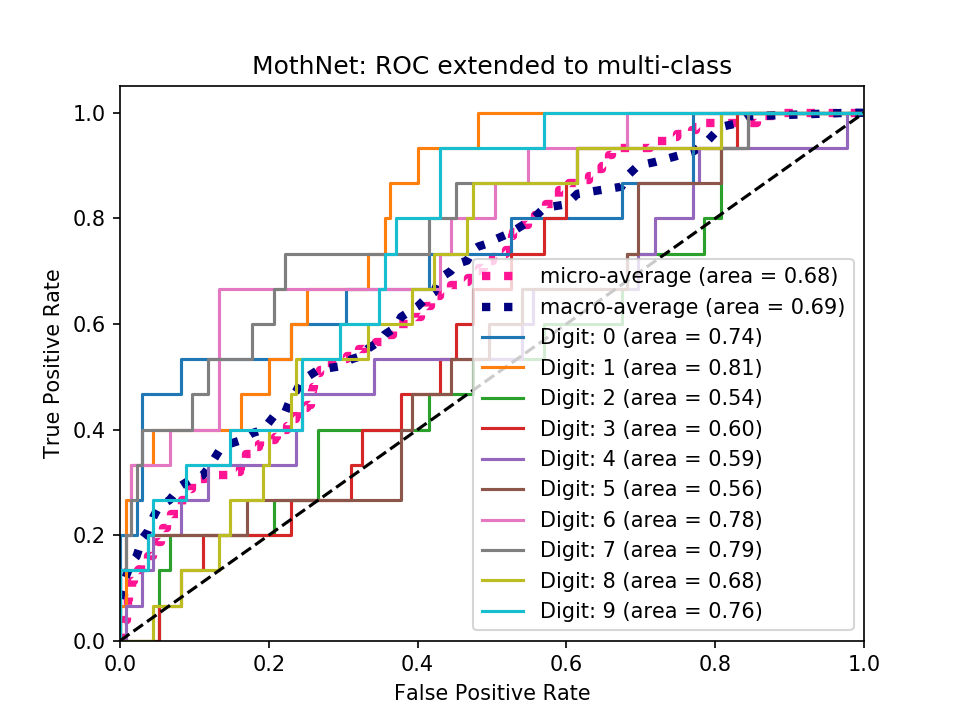 MothNet: ROC extended to multi-class
1.0
0.8
0.6
0.4
0.2
0.0
True Positive Rate
micro-average (area = 0.68)
macro-average (area = 0.69)
Digit: 0 (area = 0.74)
Digit: 1 (area = 0.81)
Digit: 2 (area = 0.54)
Digit: 3 (area = 0.60)
Digit: 4 (area = 0.59)
Digit: 5 (area = 0.56)
Digit: 6 (area = 0.78)
Digit: 7 (area = 0.79)
Digit: 8 (area = 0.68)
Digit: 9 (area = 0.76)
0.0 0.2 0.4 0.6 0.8 1.0
False Positive Rate